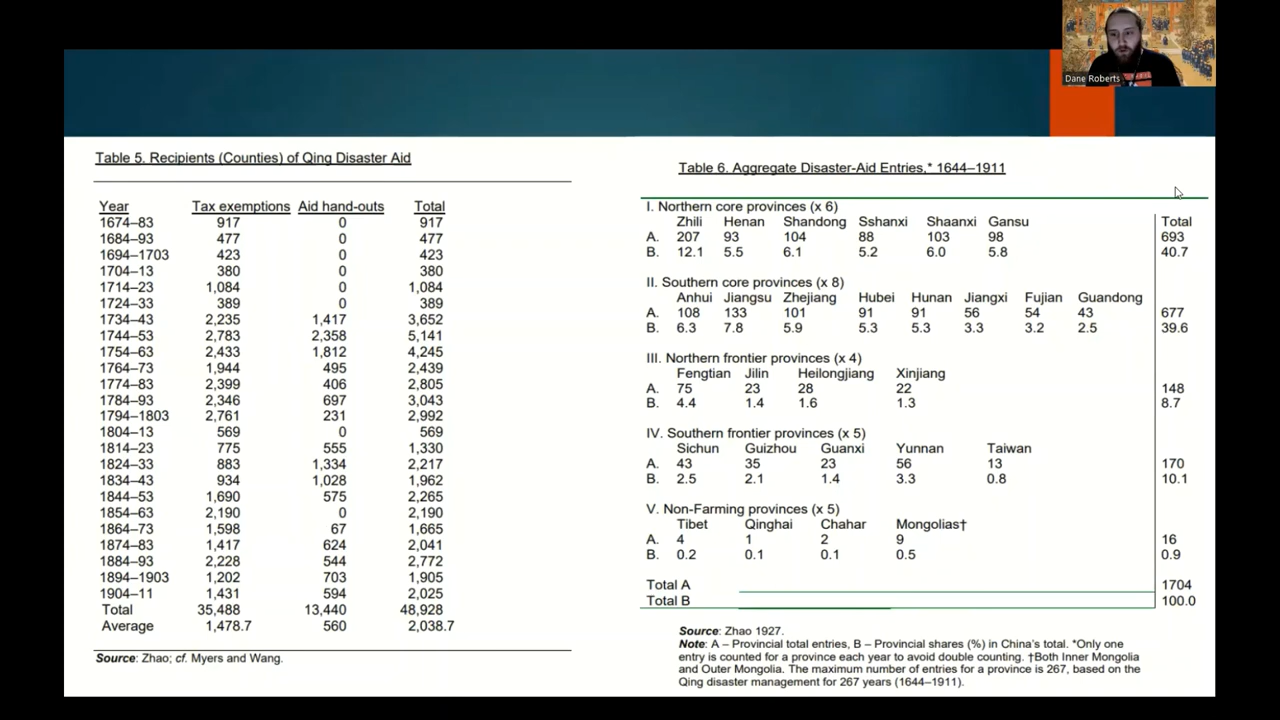 Dane Roberts
Table 5. Recipients (Counties) of Qing Disaster Aid
Year Tax exemptions Aid hand-outs Total
1674–83 917 0 917
1684–93 477 0 477
1694–1703 423 0 423
1704–13 380 0 380
1714–23 1,084 0 1,084
1724–33 389 0 389
1734–43 2,235 1,417 3,652
1744–53 2,783 2,358 5,141
1754–63 2,433 1,812 4,245
1764–73 1,944 495 2,439
1774–83 2,399 406 2,805
1784–93 2,346 697 3,043
1794–1803 2,761 231 2,992
1804–13 569 0 569
1814–23 775 555 1,330
1824–33 883 1,334 2,217
1834–43 934 1,028 1,962
1844–53 1,690 575 2,265
1854–63 2,190 0 2,190
1864–73 1,598 67 1,665
1874–83 1,417 624 2,041
1884–93 2,228 544 2,772
1894–1903 1,202 703 1,905
1904–11 1,431 594 2,025
Total 35,488 13,440 48,928
Average 1,478.7 560 2,038.7
Source: Zhao; cf. Myers and Wang.
Table 6. Aggregate Disaster-Aid Entries,* 1644–1911
I. Northern core provinces (x 6)
Zhili Henan Shandong Sshanxi Shaanxi Gansu Total
A. 207 93 104 88 103 98 693
B. 12.1 5.5 6.1 5.2 6.0 5.8 40.7
II. Southern core provinces (x 8)
Anhui Jiangsu Zhejiang Hubei Hunan Jiangxi Fujian Guandong
A. 108 133 101 91 91 56 54 43 677
B. 6.3 7.8 5.9 5.3 5.3 3.3 3.2 2.5 39.6
III. Northern frontier provinces (x 4)
Fengtian Jilin Heilongjiang Xinjiang
A. 75 23 28 22 148
B. 4.4 1.4 1.6 1.3 8.7
IV. Southern frontier provinces (x 5)
Sichun Guizhou Guanxi Yunnan Taiwan
A. 43 35 23 56 13 170
B. 2.5 2.1 1.4 3.3 0.8 10.1
V. Non-Farming provinces (x 5)
Tibet Qinghai Chahar Mongolias†
A. 4 1 2 9 16
B. 0.2 0.1 0.1 0.5 0.9
Total A 1704
Total B 100.0
Source: Zhao 1927.
Note: A – Provincial total entries, B – Provincial shares (%) in China's total. *Only one
entry is counted for a province each year to avoid double counting. †Both Inner Mongolia
and Outer Mongolia. The maximum number of entries for a province is 267, based on the
Qing disaster management for 267 years (1644–1911).